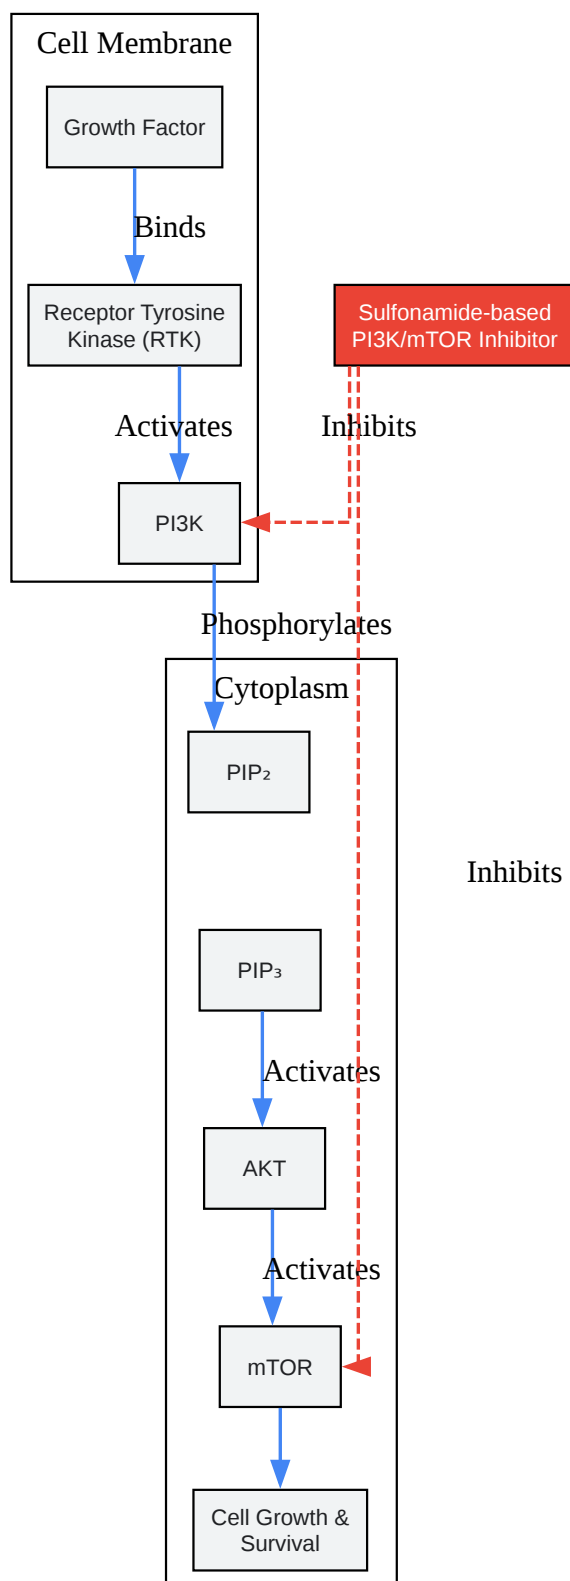 Cell Membrane
Growth Factor
Binds
Receptor Tyrosine
Kinase (RTK)
Sulfonamide-based
PI3K/mTOR Inhibitor
Activates
Inhibits
PI3K
Phosphorylates
Cytoplasm
PIP₂
Inhibits
PIP₃
Activates
AKT
Activates
mTOR
Cell Growth &
Survival